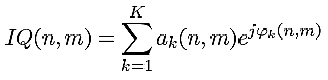 $IQ(n,m) = \sum_{k=1}^{K} a_k(n,m) e^{j\varphi_k(n,m)}$